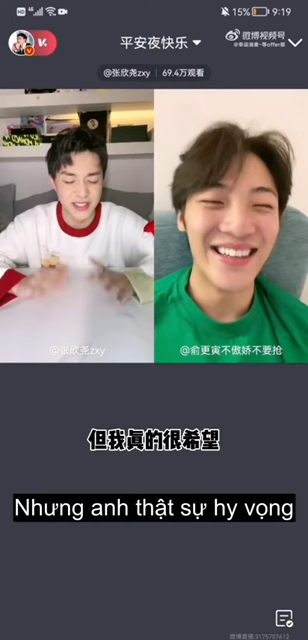 15% 9:19
平安夜快乐
微博视频号
@张欣尧zxy | 69.4万观看
@张欣尧zxy
@俞更寅不傲娇不要抢
但我真的很希望
Nhưng anh thật sự hy vọng